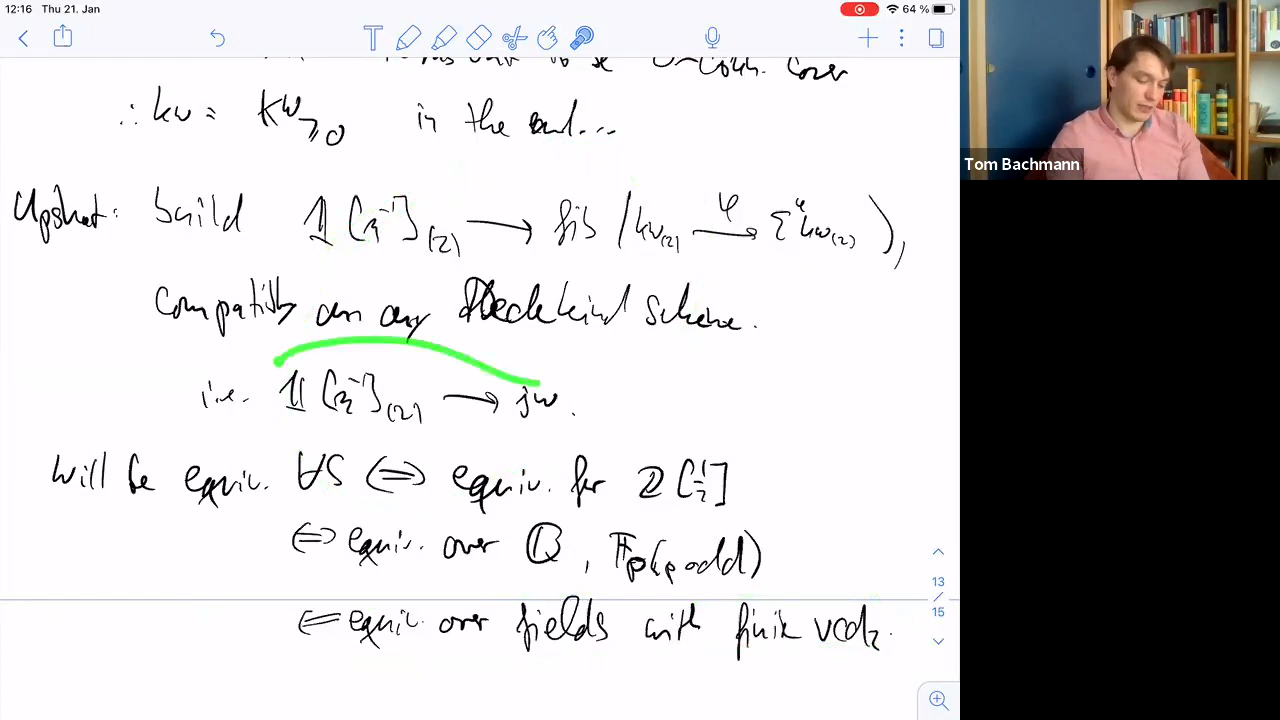 12:16 Thu 21. Jan
64 %
∴ kw = KW≥0 in the end...
Tom Bachmann
Upshot: build 𝟙[η⁻¹]₍₂₎ → fib (kw₍₂₎ —φ→ Σ⁴kw₍₂₎),
compatibly on any Dedekind scheme.
i.e. 𝟙[η⁻¹]₍₂₎ → jw.
will be equiv. ∀S ⇔ equiv. for ℤ[1/2]
⇔ equiv. over ℚ, 𝔽p (p odd)
13
15
⇐ equiv. over fields with finite vcd₂.